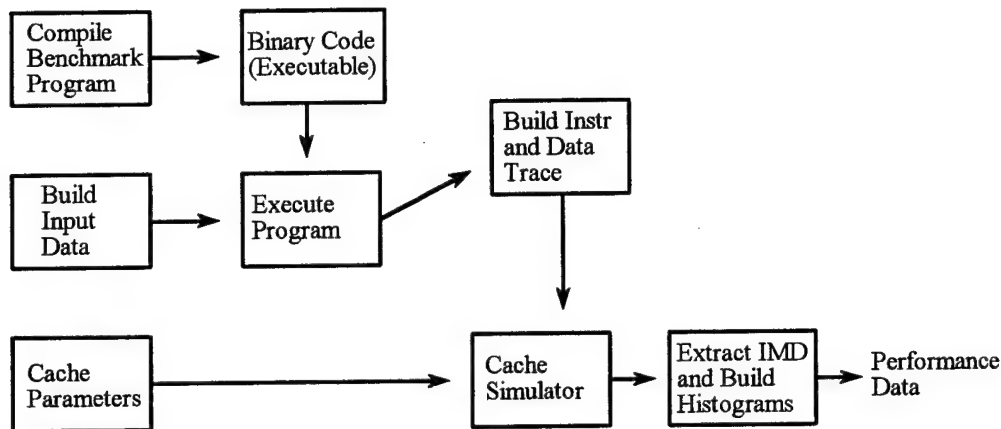 Compile
Benchmark
Program
Binary Code
(Executable)
Build Instr
and Data
Trace
Build
Input
Data
Execute
Program
Cache
Parameters
Cache
Simulator
Extract IMD
and Build
Histograms
Performance
Data